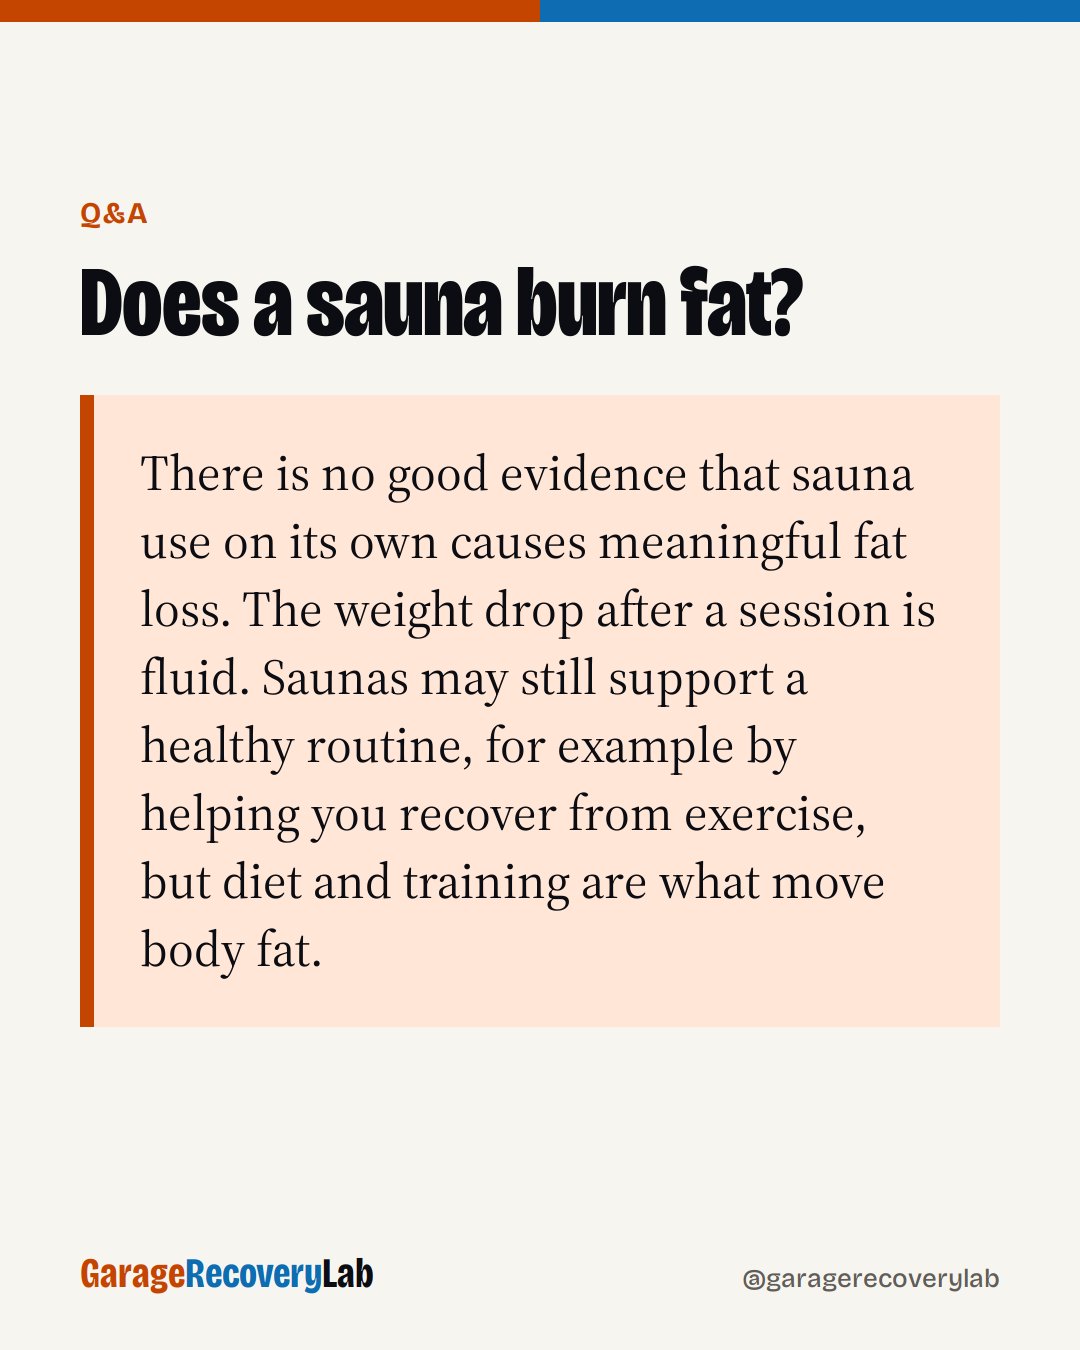 Q&A
Does a sauna burn fat?
There is no good evidence that sauna
use on its own causes meaningful fat
loss. The weight drop after a session is
fluid. Saunas may still support a
healthy routine, for example by
helping you recover from exercise,
but diet and training are what move
body fat.
GarageRecoveryLab
@garagerecoverylab